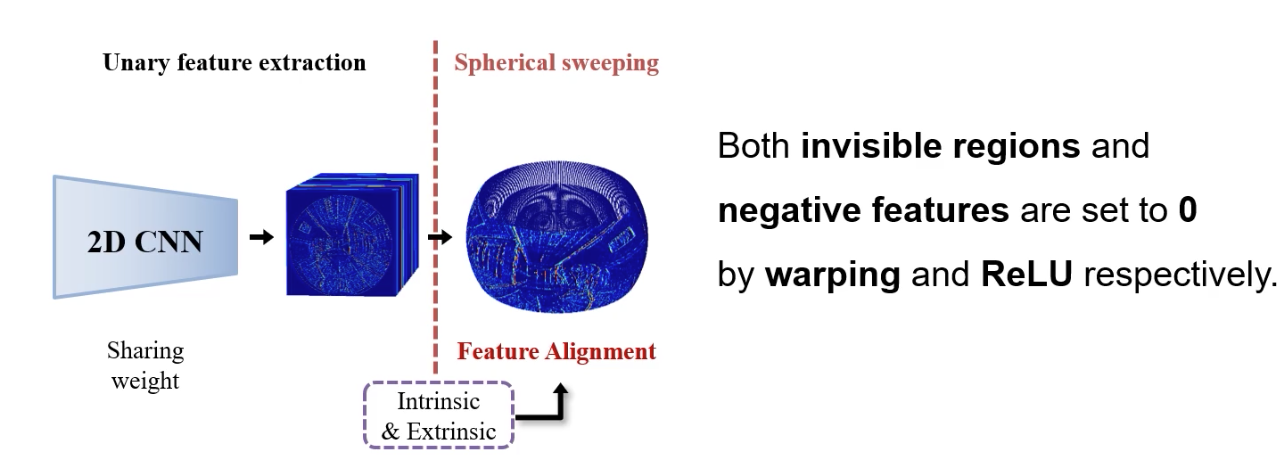 Unary feature extraction
Spherical sweeping
2D CNN
Sharing
weight
Feature Alignment
Intrinsic
& Extrinsic
Both invisible regions and
negative features are set to 0
by warping and ReLU respectively.